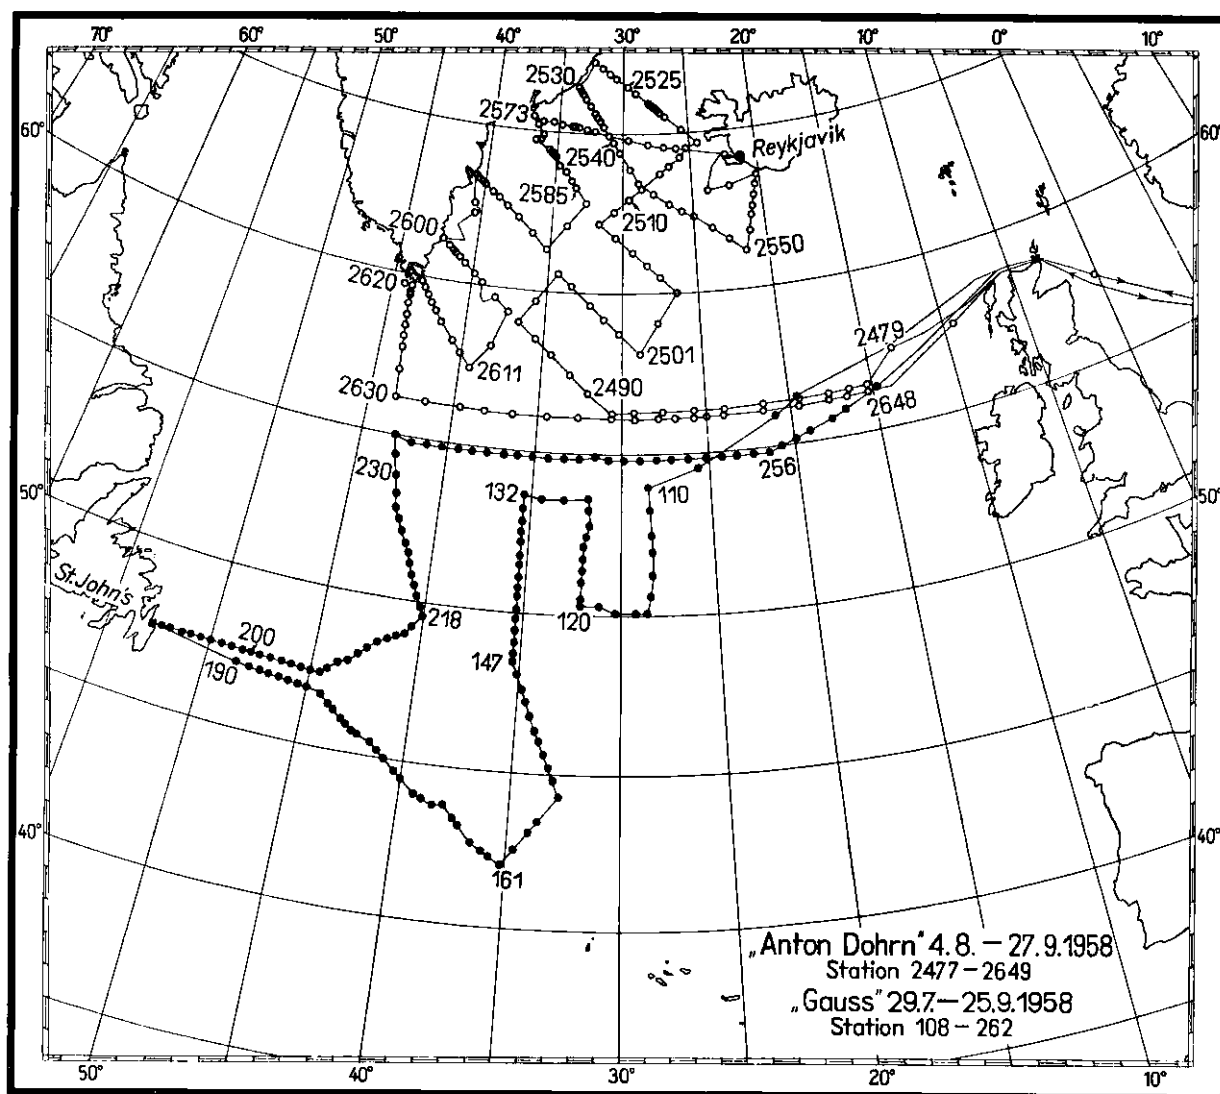 70° 60° 50° 40° 30° 20° 10° 0° 10°
2530 2525
2573
60° 60°
Reykjavik
2540
2585
2600 2510
2550
2620
2479
2501
2611 2490
2630 2648
256
230
132 110
50° 50°
St. John's
120
218
200
147
190
40° 40°
161
„Anton Dohrn" 4.8. – 27.9.1958
Station 2477 – 2649
„Gauss" 29.7. – 25.9.1958
Station 108 – 262
50° 40° 30° 20° 10°